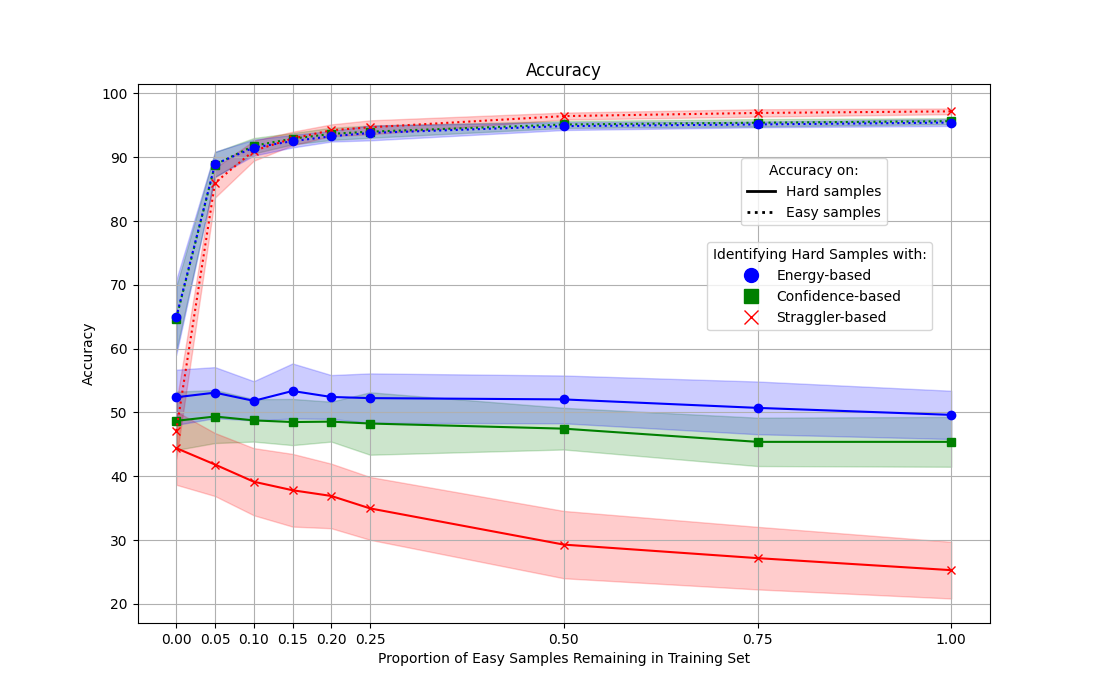 Accuracy
100
90
80
70
60
50
40
30
20
Accuracy
Accuracy on:
Hard samples
Easy samples
Identifying Hard Samples with:
Energy-based
Confidence-based
Straggler-based
0.00 0.05 0.10 0.15 0.20 0.25 0.50 0.75 1.00
Proportion of Easy Samples Remaining in Training Set